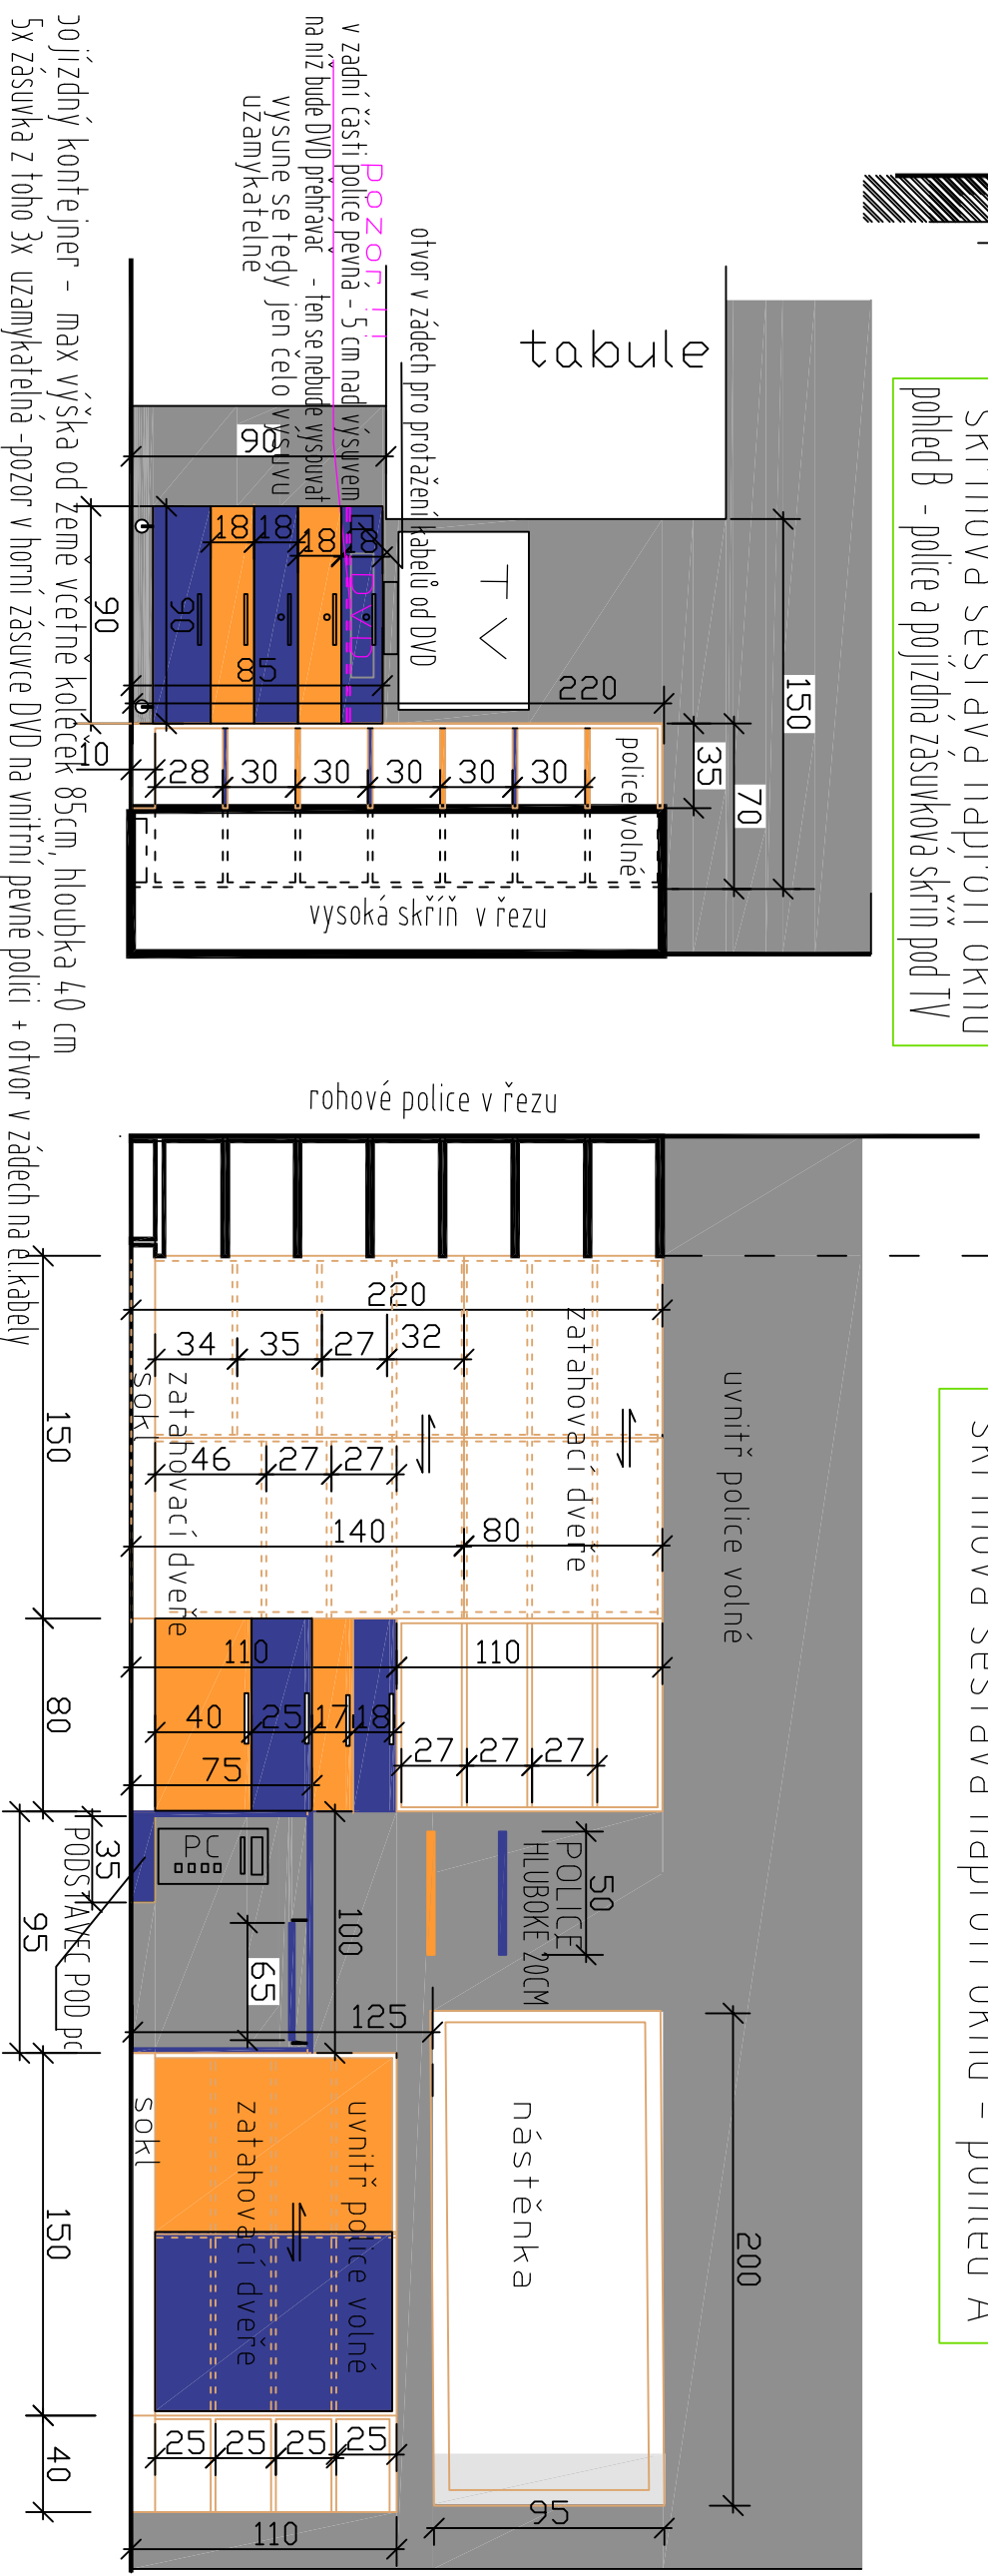 skříňová sestava naproti oknu
pohled B - police a pojízdná zásuvková skříň pod TV
tabule
150
35
70
220
TV
otvor v zádech pro protažení kabelů od DVD
pozor !!
v zadní části police pevná - 5 cm nad výsuvem
na níž bude DVD přehrávač - ten se nebude vysouvat
vysune se tedy jen čelo výsuvu
uzamykatelné
90
18
18
18
18
DVD
90
85
90
10
28
30
30
30
30
30
police volné
vysoká skříň v řezu
pojízdný kontejner - max výška od země včetně koleček 85cm, hloubka 40 cm
5x zásuvka z toho 3x uzamykatelná -pozor v horní zásuvce DVD na vnitřní pevné polici + otvor v zádech na el.kabely
skříňová sestava naproti oknu - pohled A
rohové police v řezu
uvnitř police volné
220
34
35
27
32
zatahovací dveře
zatahovací dveře
sokl
46
27
27
140
80
110
110
40
25
17
18
75
27
27
27
PC
POLICE
HLUBOKE 20CM
50
35
PODSTAVEC POD pc
100
65
125
95
nástěnka
200
95
uvnitř police volné
zatahovací dveře
sokl
25
25
25
25
110
150
80
150
40